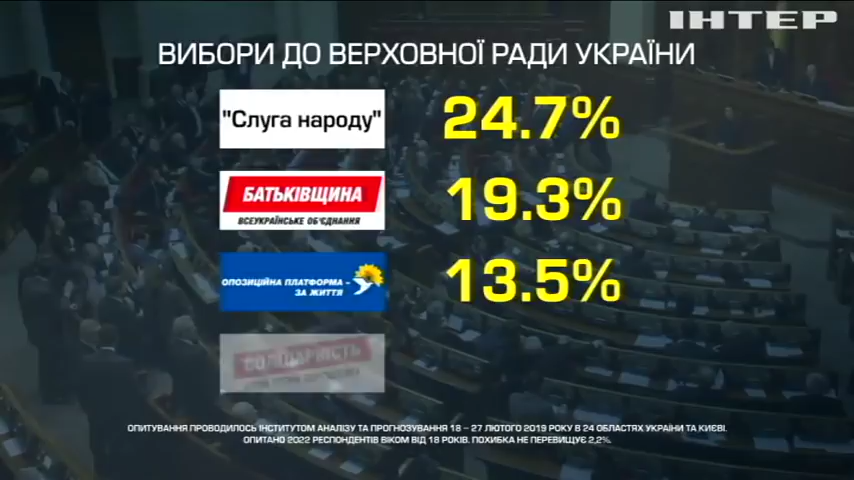 ІНТЕР
ВИБОРИ ДО ВЕРХОВНОЇ РАДИ УКРАЇНИ
"Слуга народу" 24.7%
БАТЬКІВЩИНА 19.3%
ВСЕУКРАЇНСЬКЕ ОБ'ЄДНАННЯ
ОПОЗИЦІЙНА ПЛАТФОРМА - 13.5%
ЗА ЖИТТЯ
СОЛІДАРНІСТЬ
ОПИТУВАННЯ ПРОВОДИЛОСЬ ІНСТИТУТОМ АНАЛІЗУ ТА ПРОГНОЗУВАННЯ 18 – 27 ЛЮТОГО 2019 РОКУ В 24 ОБЛАСТЯХ УКРАЇНИ ТА КИЄВІ.
ОПИТАНО 2022 РЕСПОНДЕНТІВ ВІКОМ ВІД 18 РОКІВ. ПОХИБКА НЕ ПЕРЕВИЩУЄ 2,2%.